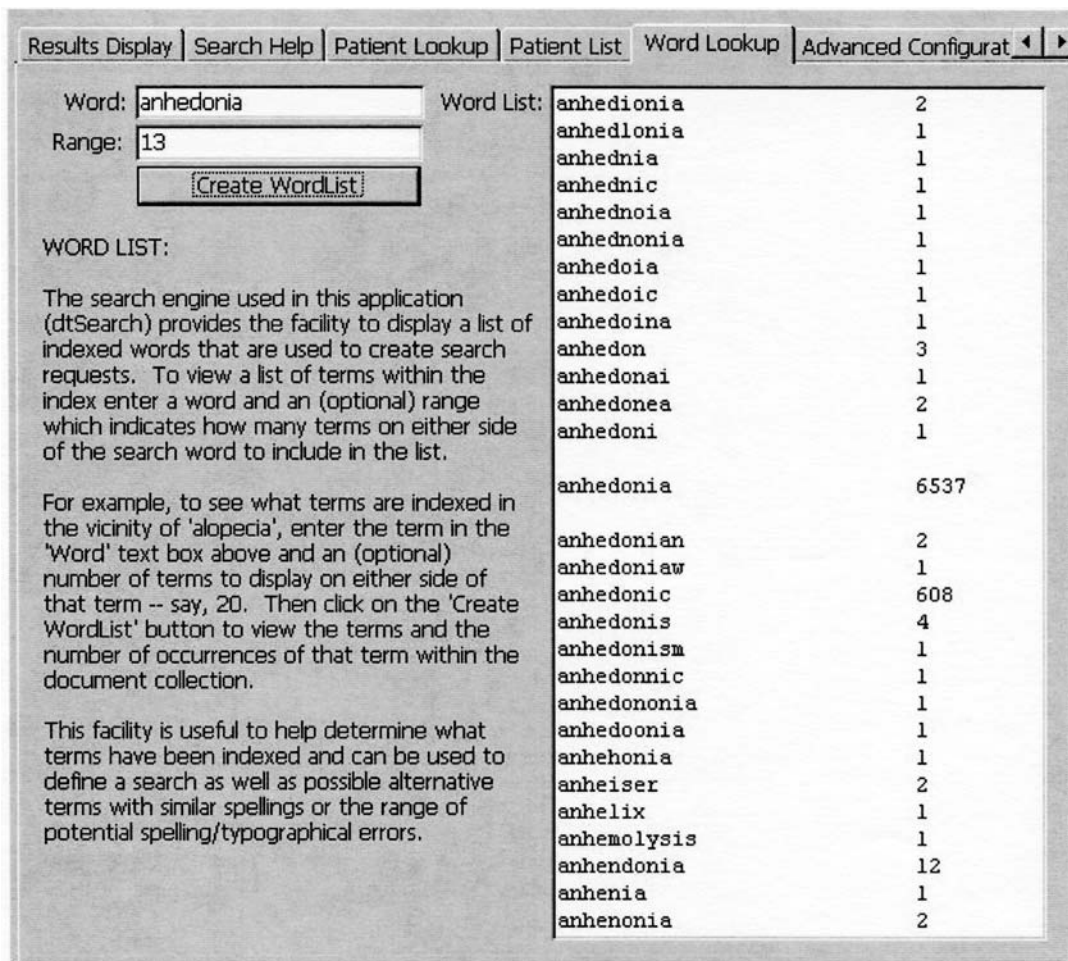 Results Display Search Help Patient Lookup Patient List Word Lookup Advanced Configurat
Word: anhedonia
Range: 13
Create WordList
WORD LIST:
The search engine used in this application
(dtSearch) provides the facility to display a list of
indexed words that are used to create search
requests. To view a list of terms within the
index enter a word and an (optional) range
which indicates how many terms on either side
of the search word to include in the list.
For example, to see what terms are indexed in
the vicinity of 'alopecia', enter the term in the
'Word' text box above and an (optional)
number of terms to display on either side of
that term -- say, 20. Then click on the 'Create
WordList' button to view the terms and the
number of occurrences of that term within the
document collection.
This facility is useful to help determine what
terms have been indexed and can be used to
define a search as well as possible alternative
terms with similar spellings or the range of
potential spelling/typographical errors.
Word List:
anhedionia 2
anhedlonia 1
anhednia 1
anhednic 1
anhednoia 1
anhednonia 1
anhedoia 1
anhedoic 1
anhedoina 1
anhedon 3
anhedonai 1
anhedonea 2
anhedoni 1
anhedonia 6537
anhedonian 2
anhedoniaw 1
anhedonic 608
anhedonis 4
anhedonism 1
anhedonnic 1
anhedononia 1
anhedoonia 1
anhehonia 1
anheiser 2
anhelix 1
anhemolysis 1
anhendonia 12
anhenia 1
anhenonia 2